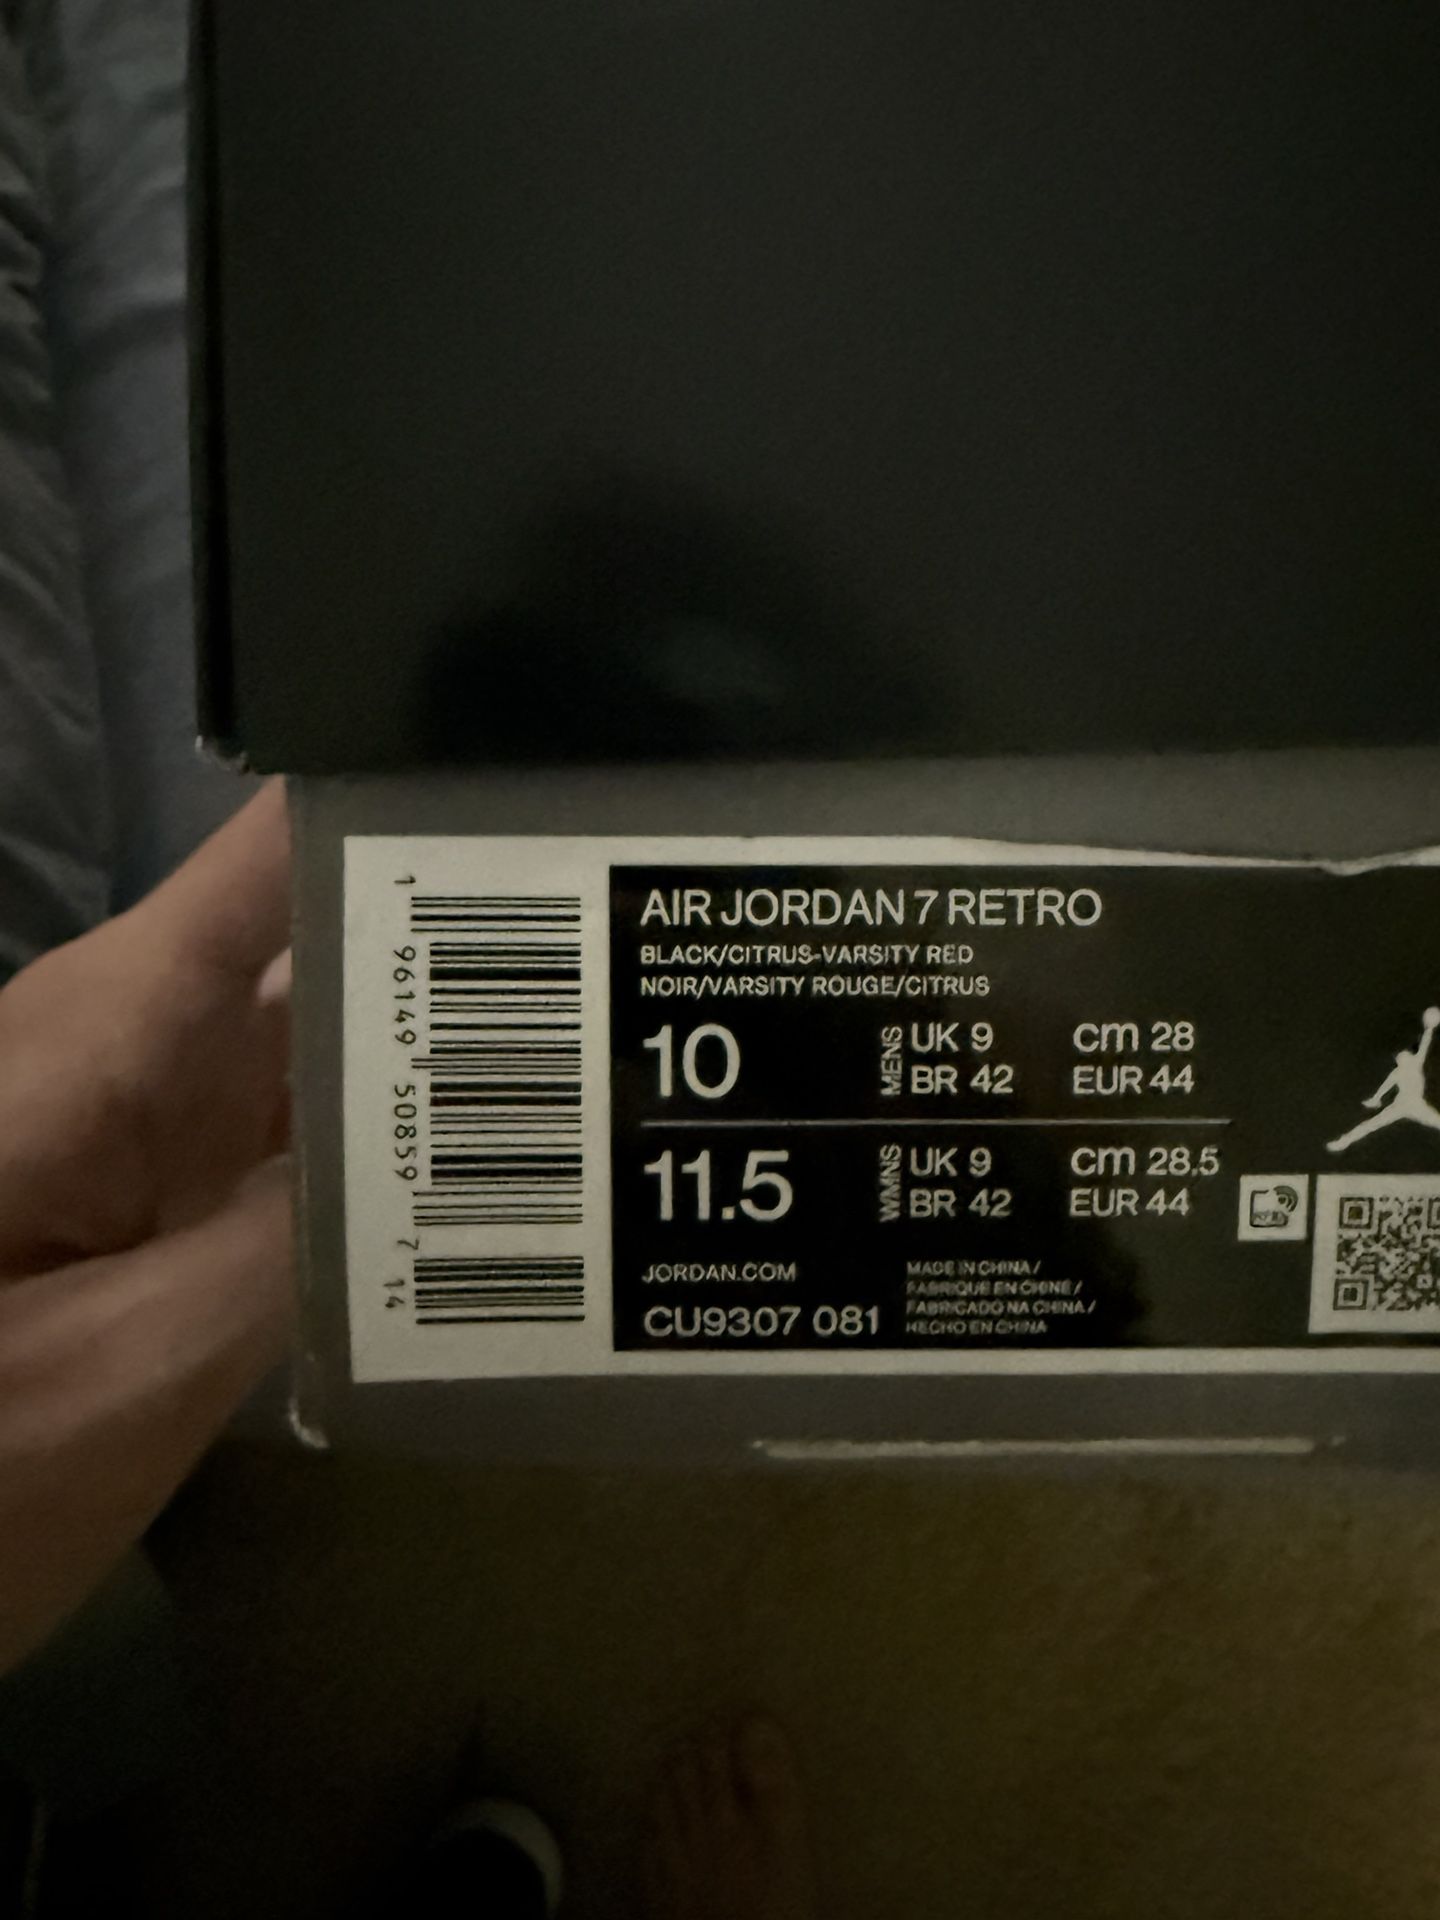 1 96149 50859 7 14
AIR JORDAN 7 RETRO
BLACK/CITRUS-VARSITY RED
NOIR/VARSITY ROUGE/CITRUS
10 MENS UK 9 cm 28
BR 42 EUR 44
11.5 WMNS UK 9 cm 28.5
BR 42 EUR 44
JORDAN.COM
CU9307 081
MADE IN CHINA /
FABRIQUE EN CHINE /
FABRICADO NA CHINA /
HECHO EN CHINA